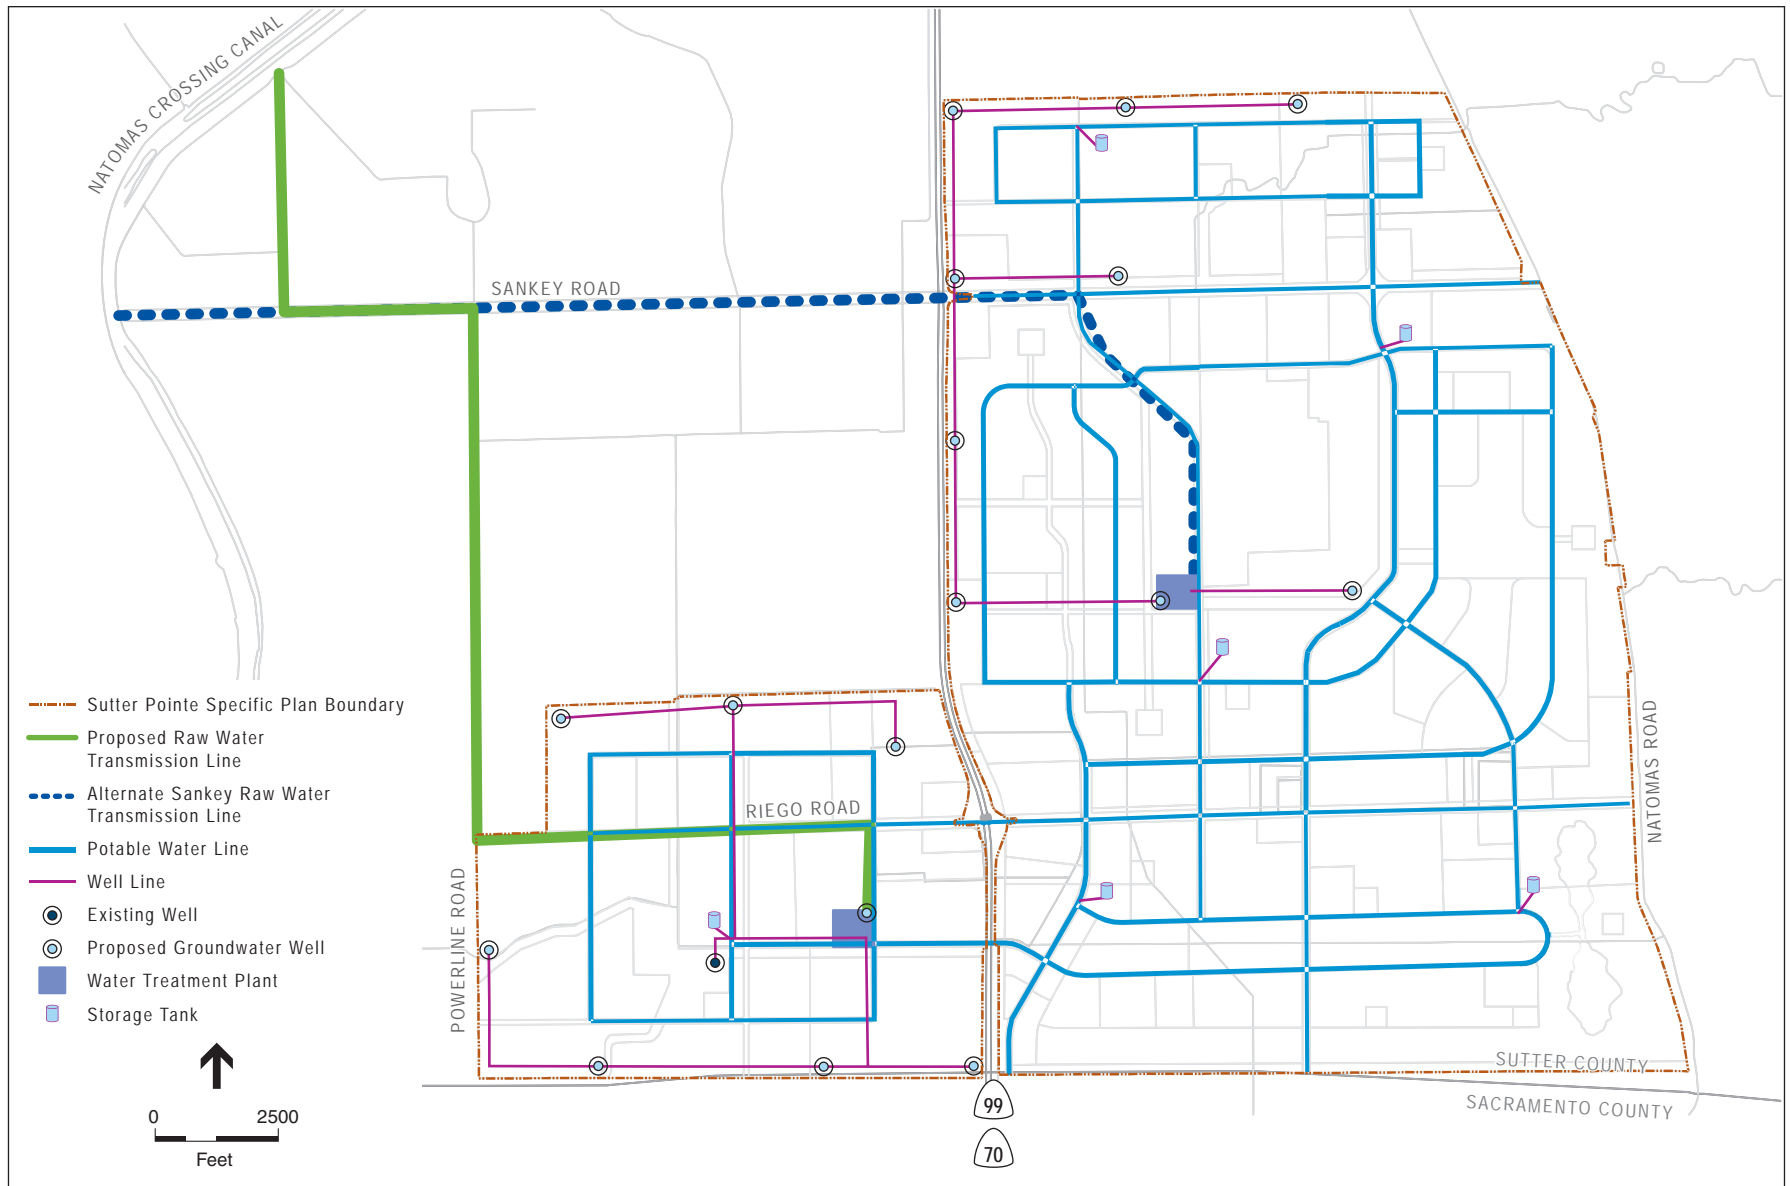 NATOMAS CROSSING CANAL
SANKEY ROAD
RIEGO ROAD
POWERLINE ROAD
NATOMAS ROAD
SUTTER COUNTY
SACRAMENTO COUNTY
99
70
Sutter Pointe Specific Plan Boundary
Proposed Raw Water
Transmission Line
Alternate Sankey Raw Water
Transmission Line
Potable Water Line
Well Line
Existing Well
Proposed Groundwater Well
Water Treatment Plant
Storage Tank
0 2500
Feet